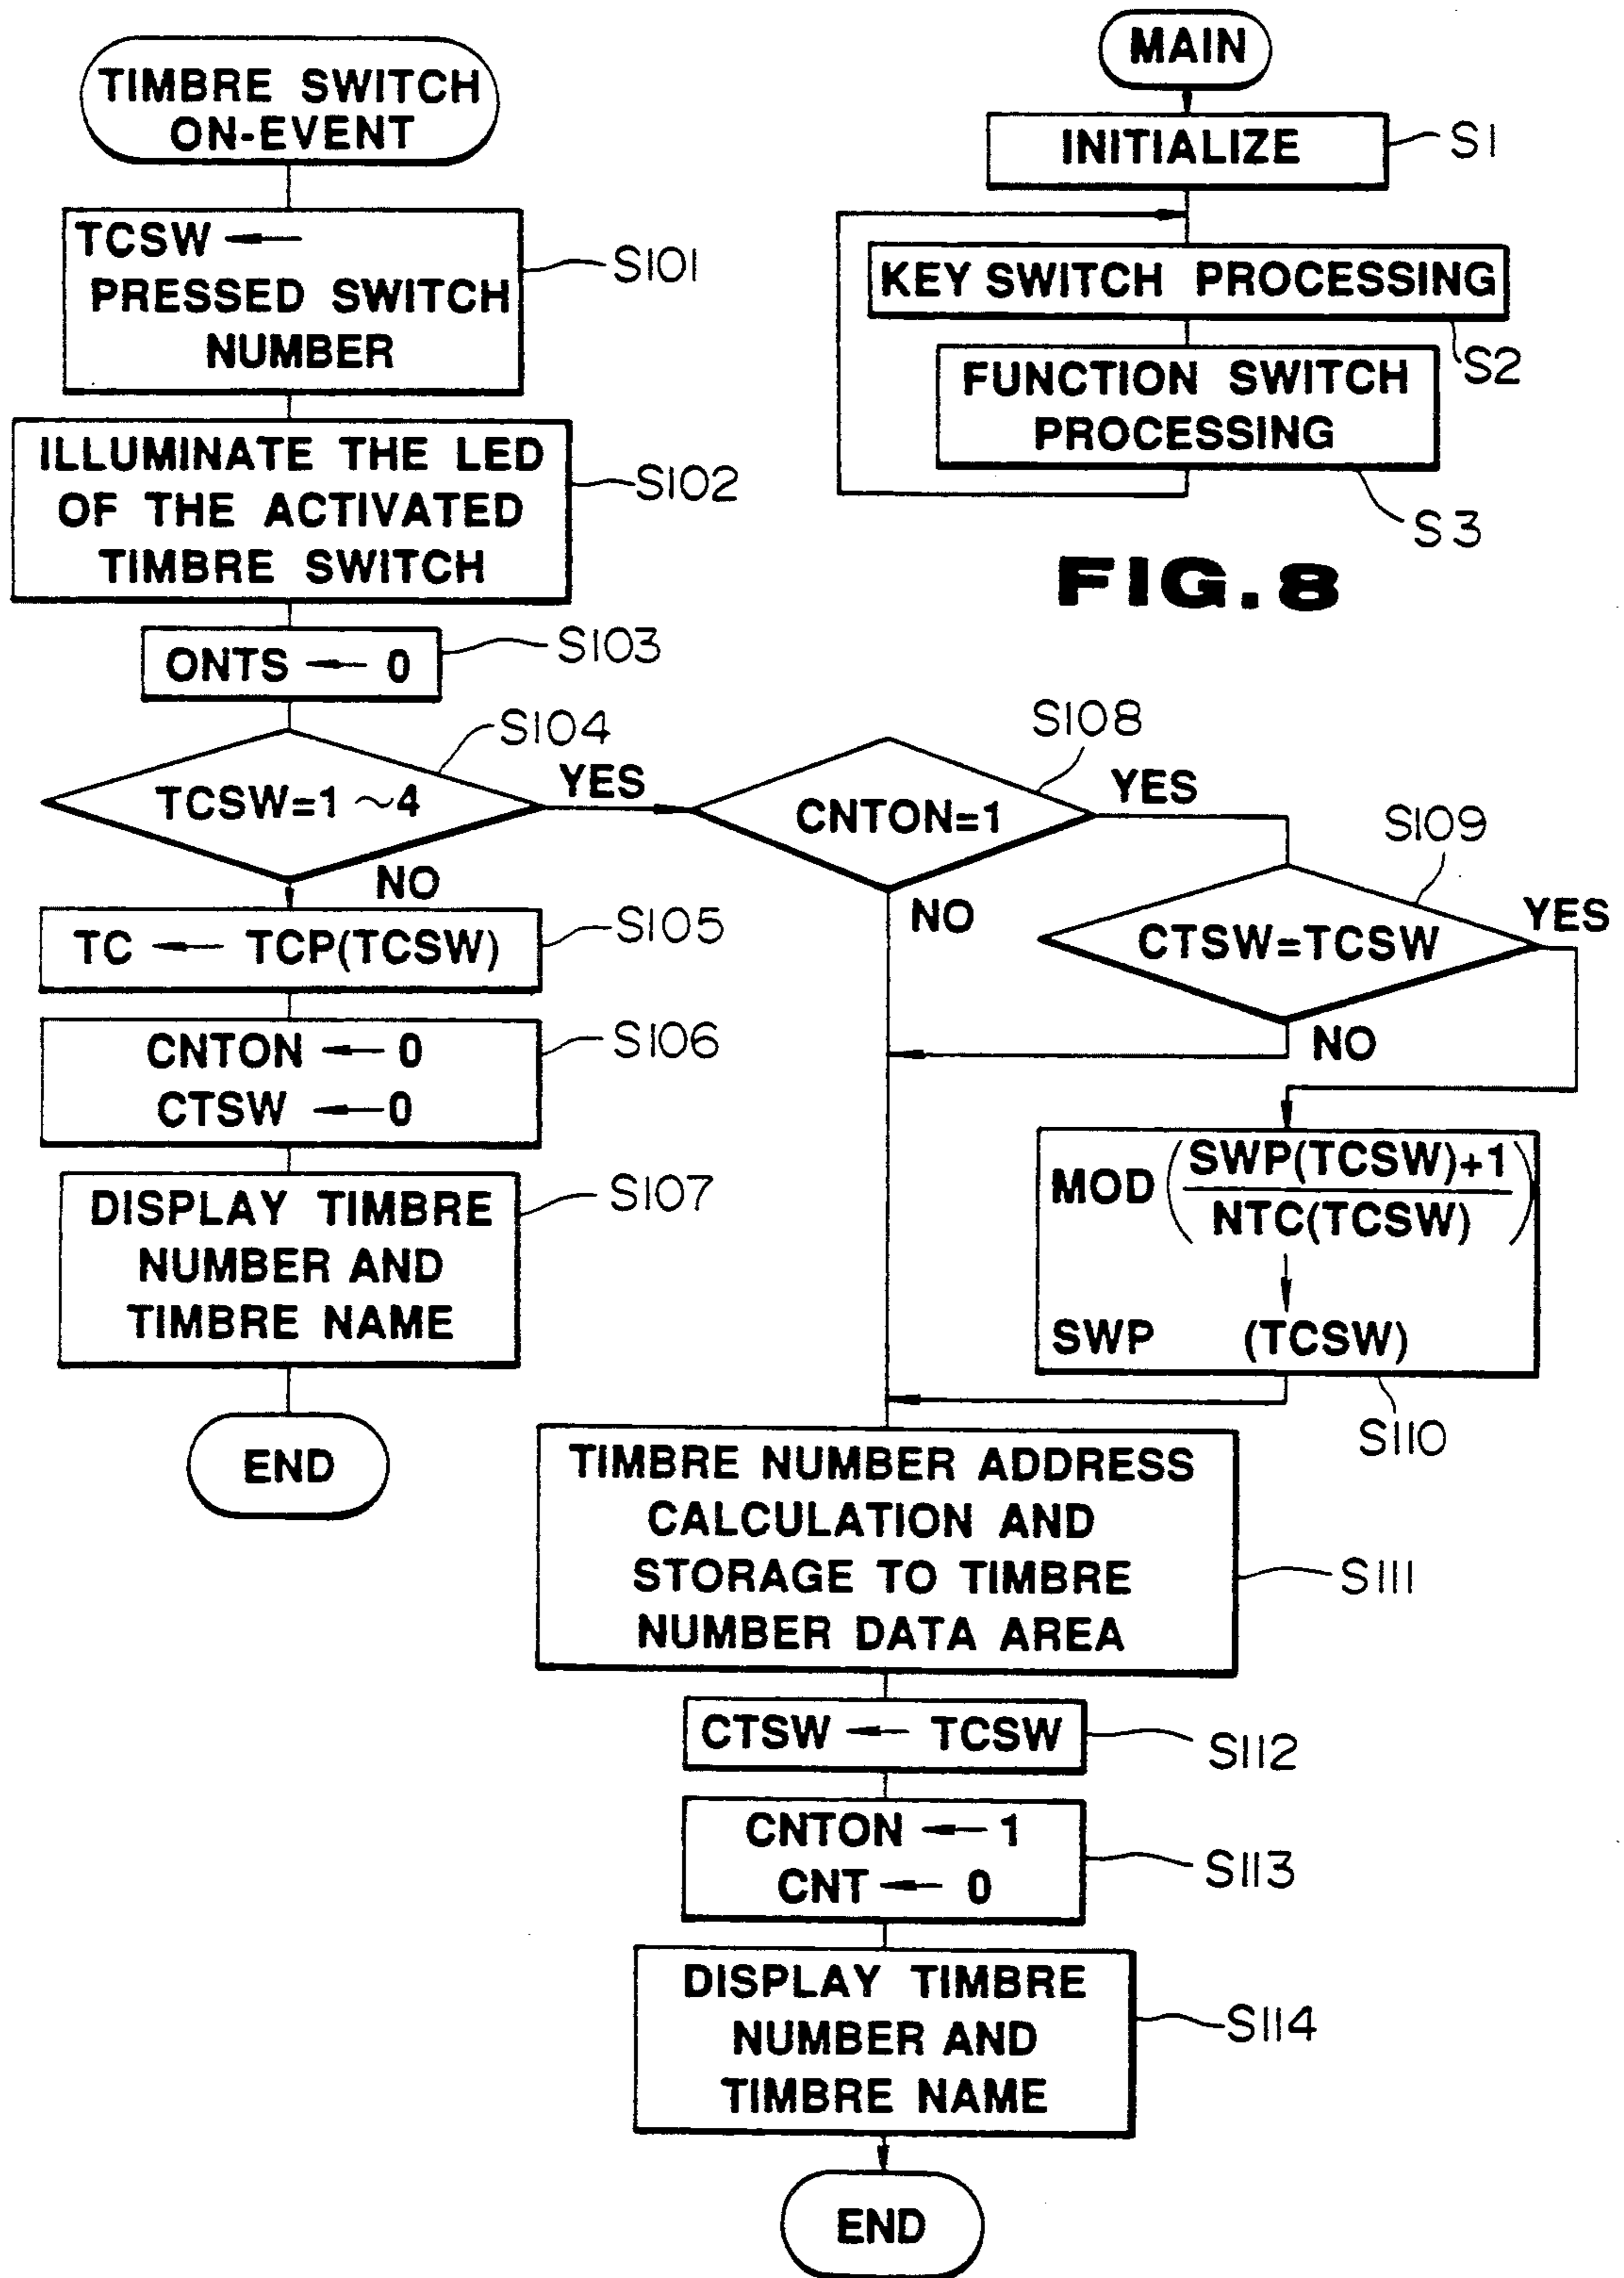 TIMBRE SWITCH
ON-EVENT
TCSW ←
PRESSED SWITCH
NUMBER
S101
ILLUMINATE THE LED
OF THE ACTIVATED
TIMBRE SWITCH
S102
ONTS ← 0
S103
TCSW=1 ~4
S104
YES
NO
TC ← TCP(TCSW)
S105
CNTON ← 0
CTSW ← 0
S106
DISPLAY TIMBRE
NUMBER AND
TIMBRE NAME
S107
END
MAIN
INITIALIZE
S1
KEY SWITCH PROCESSING
S2
FUNCTION SWITCH
PROCESSING
S3
FIG.8
CNTON=1
S108
YES
NO
CTSW=TCSW
S109
YES
NO
MOD (SWP(TCSW)+1
NTC(TCSW))
↓
SWP (TCSW)
S110
TIMBRE NUMBER ADDRESS
CALCULATION AND
STORAGE TO TIMBRE
NUMBER DATA AREA
S111
CTSW ← TCSW
S112
CNTON ← 1
CNT ← 0
S113
DISPLAY TIMBRE
NUMBER AND
TIMBRE NAME
S114
END